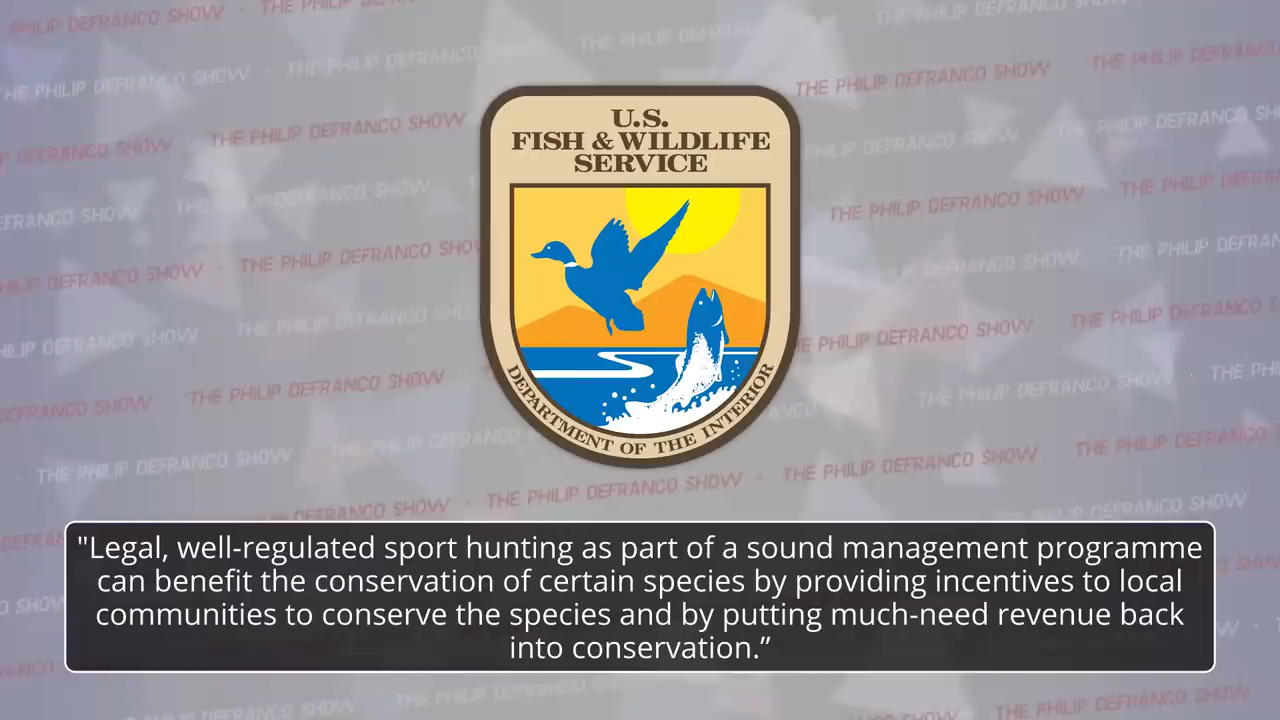 THE PHILIP DEFRANCO SHOW
U.S.
FISH & WILDLIFE
SERVICE
DEPARTMENT OF THE INTERIOR
"Legal, well-regulated sport hunting as part of a sound management programme
can benefit the conservation of certain species by providing incentives to local
communities to conserve the species and by putting much-need revenue back
into conservation.”